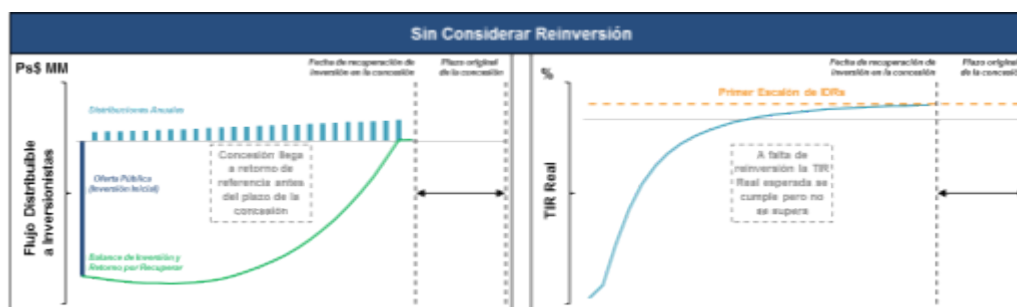 Sin Considerar Reinversión
Ps$ MM
Fecha de recuperación de
inversión en la concesión
Plazo original
de la concesión
Distribuciones Anuales
Oferta Pública
(Inversión Inicial)
Concesión llega
a retorno de
referencia antes
del plazo de la
concesión
Balance de Inversión y
Retorno por Recuperar
Flujo Distribuible
a Inversionistas
%
Fecha de recuperación de
inversión en la concesión
Plazo original
de la concesión
Primer Escalón de IDRs
A falta de
reinversión la TIR
Real esperada se
cumple pero no
se supera
TIR Real